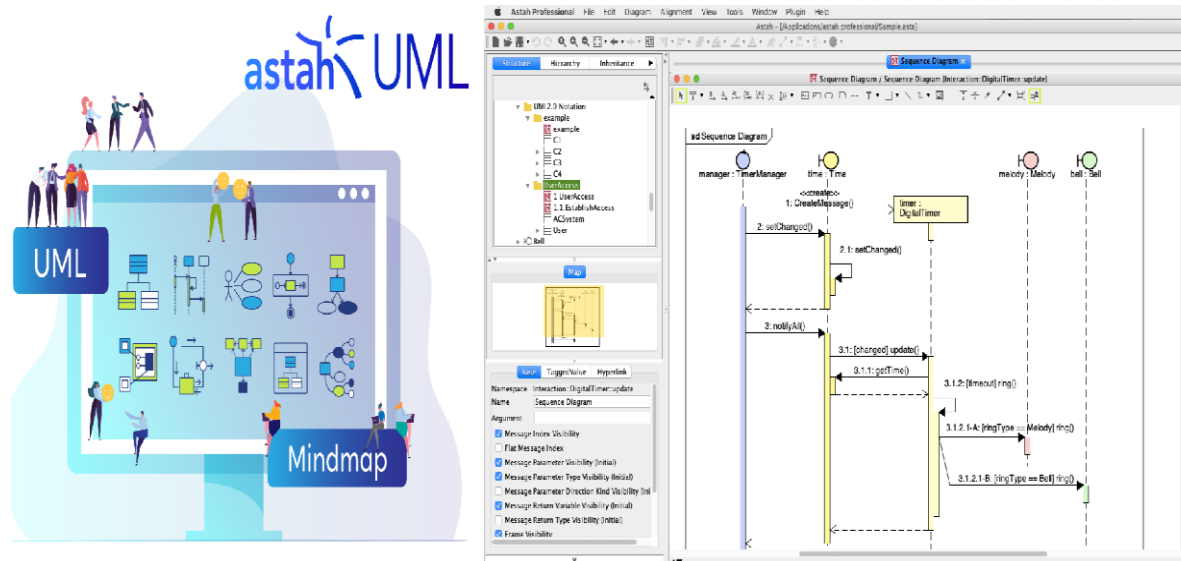 astah UML
UML
Mindmap
Astah Professional File Edit Diagram Alignment View Tools Window Plugin Help
Astah - [/Applications/astah professional/Sample.asta]
Structure Hierarchy Inheritance
UML2.0 Notation
example
example
C1
C2
C3
C4
UserAccess
1.UserAccess
1.1.EstablishAccess
ACSystem
User
Bell
Map
Base TaggedValue Hyperlink
Namespace Interaction::DigitalTimer::update
Name Sequence Diagram
Argument
Message Index Visibility
Flat Message Index
Message Parameter Visibility (Initial)
Message Parameter Type Visibility (Initial)
Message Parameter Direction Kind Visibility (Ini
Message Return Variable Visibility (Initial)
Message Return Type Visibility (Initial)
Frame Visibility
Sequence Diagram
Sequence Diagram / Sequence Diagram [Interaction::DigitalTimer::update]
sd Sequence Diagram
manager : TimerManager
time : Time
melody : Melody
bell : Bell
<<create>>
1: CreateMessage()
timer :
DigitalTimer
2: setChanged()
2.1: setChanged()
3: notifyAll()
3.1: [changed] update()
3.1.1: getTime()
3.1.2: [timeout] ring()
3.1.2.1-A: [ringType == Melody] ring()
3.1.2.1-B: [ringType == Bell] ring()